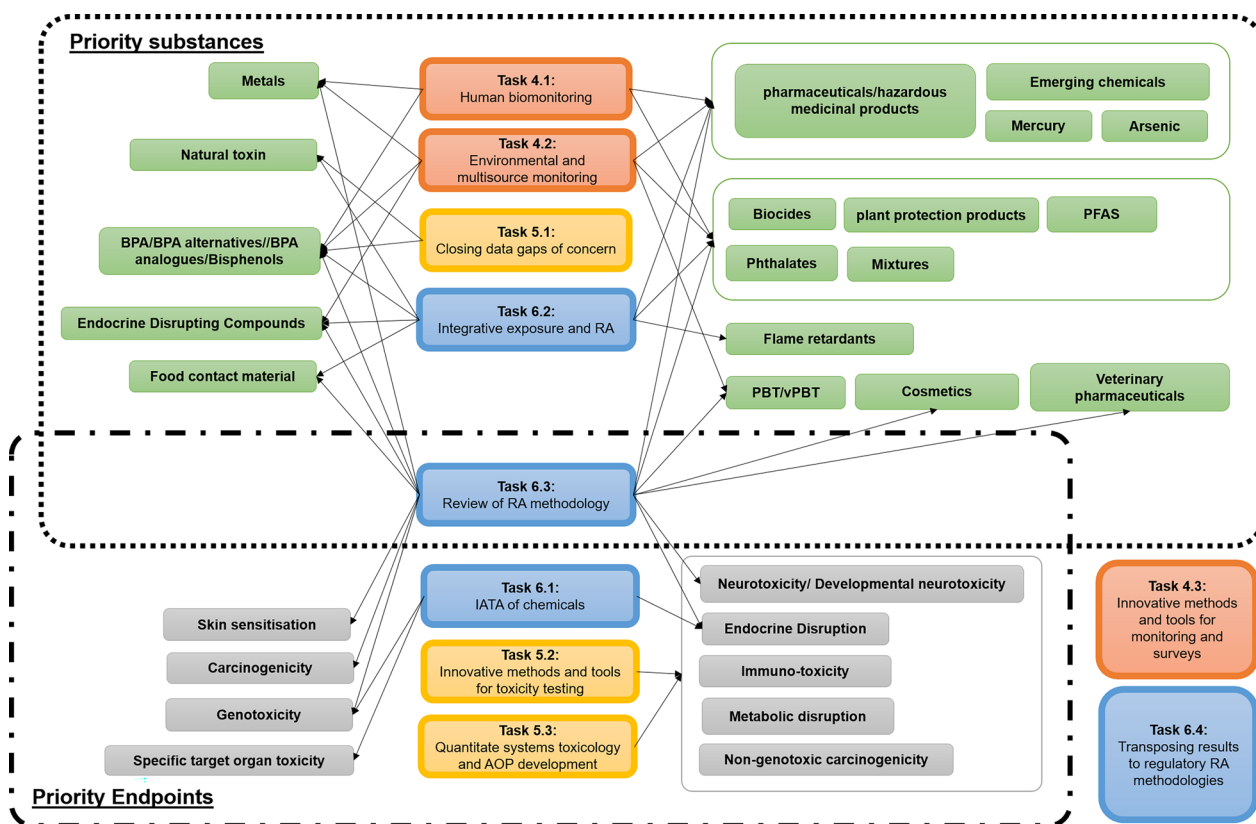 Priority substances
Metals
Natural toxin
BPA/BPA alternatives//BPA
analogues/Bisphenols
Endocrine Disrupting Compounds
Food contact material
Task 4.1:
Human biomonitoring
Task 4.2:
Environmental and
multisource monitoring
Task 5.1:
Closing data gaps of concern
Task 6.2:
Integrative exposure and RA
pharmaceuticals/hazardous
medicinal products
Emerging chemicals
Mercury
Arsenic
Biocides
plant protection products
PFAS
Phthalates
Mixtures
Flame retardants
PBT/vPBT
Cosmetics
Veterinary
pharmaceuticals
Task 6.3:
Review of RA methodology
Skin sensitisation
Carcinogenicity
Genotoxicity
Specific target organ toxicity
Priority Endpoints
Task 6.1:
IATA of chemicals
Task 5.2:
Innovative methods and tools
for toxicity testing
Task 5.3:
Quantitate systems toxicology
and AOP development
Neurotoxicity/ Developmental neurotoxicity
Endocrine Disruption
Immuno-toxicity
Metabolic disruption
Non-genotoxic carcinogenicity
Task 4.3:
Innovative methods
and tools for
monitoring and
surveys
Task 6.4:
Transposing results
to regulatory RA
methodologies